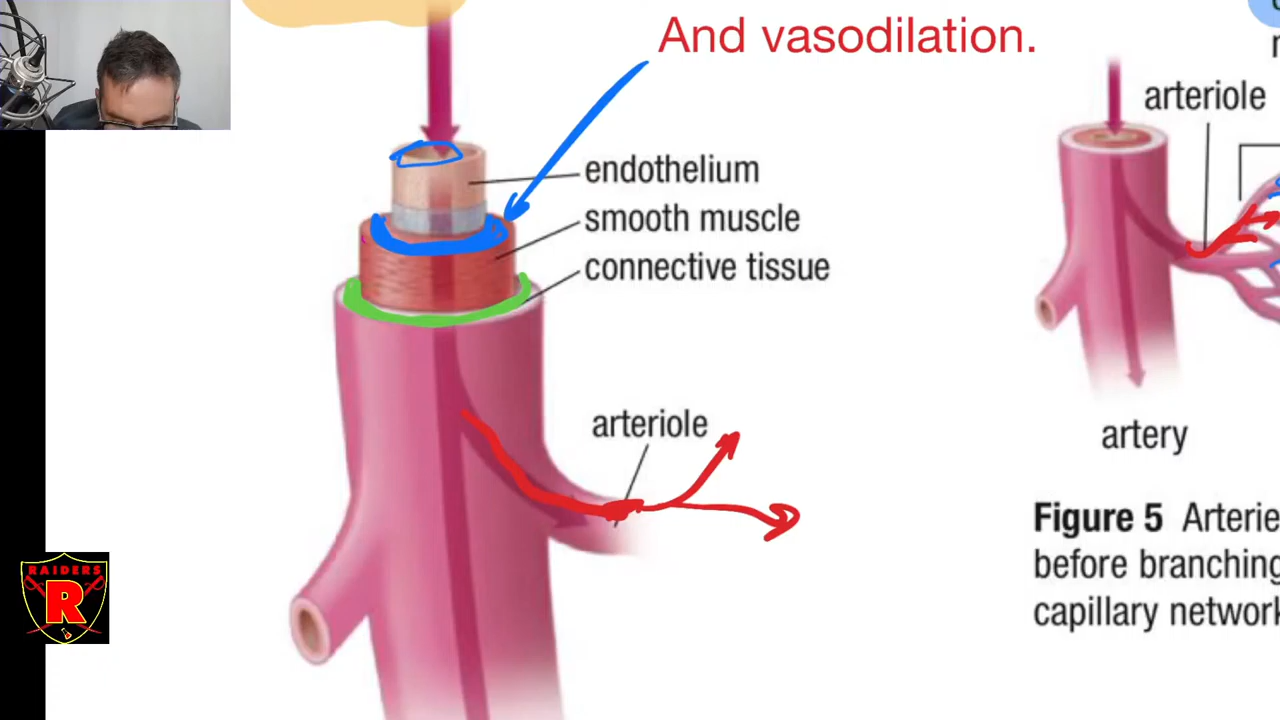 And vasodilation.
arteriole
endothelium
smooth muscle
connective tissue
arteriole
artery
Figure 5 Arterie
before branching
capillary network
RAIDERS
R